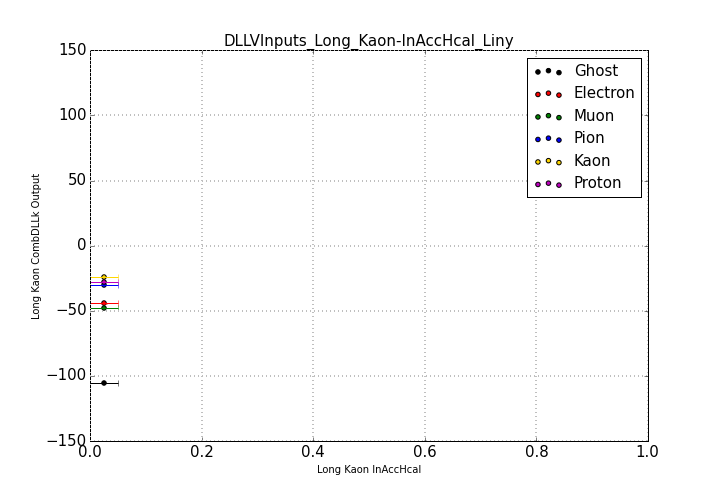 DLLVInputs_Long_Kaon-InAccHcal_Liny
150
100
50
0
−50
−100
−150
Long Kaon CombDLLk Output
Ghost
Electron
Muon
Pion
Kaon
Proton
0.0 0.2 0.4 0.6 0.8 1.0
Long Kaon InAccHcal